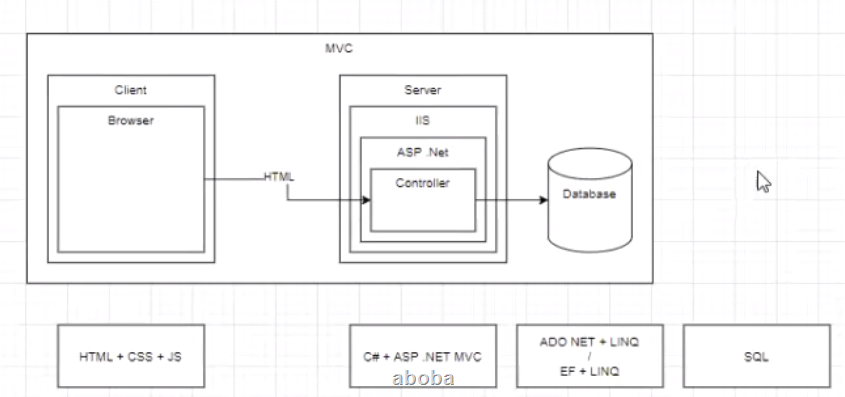 MVC
Client
Server
Browser
IIS
ASP .Net
HTML
Controller
Database
HTML + CSS + JS
C# + ASP .NET MVC
ADO NET + LINQ
/
EF + LINQ
SQL
aboba